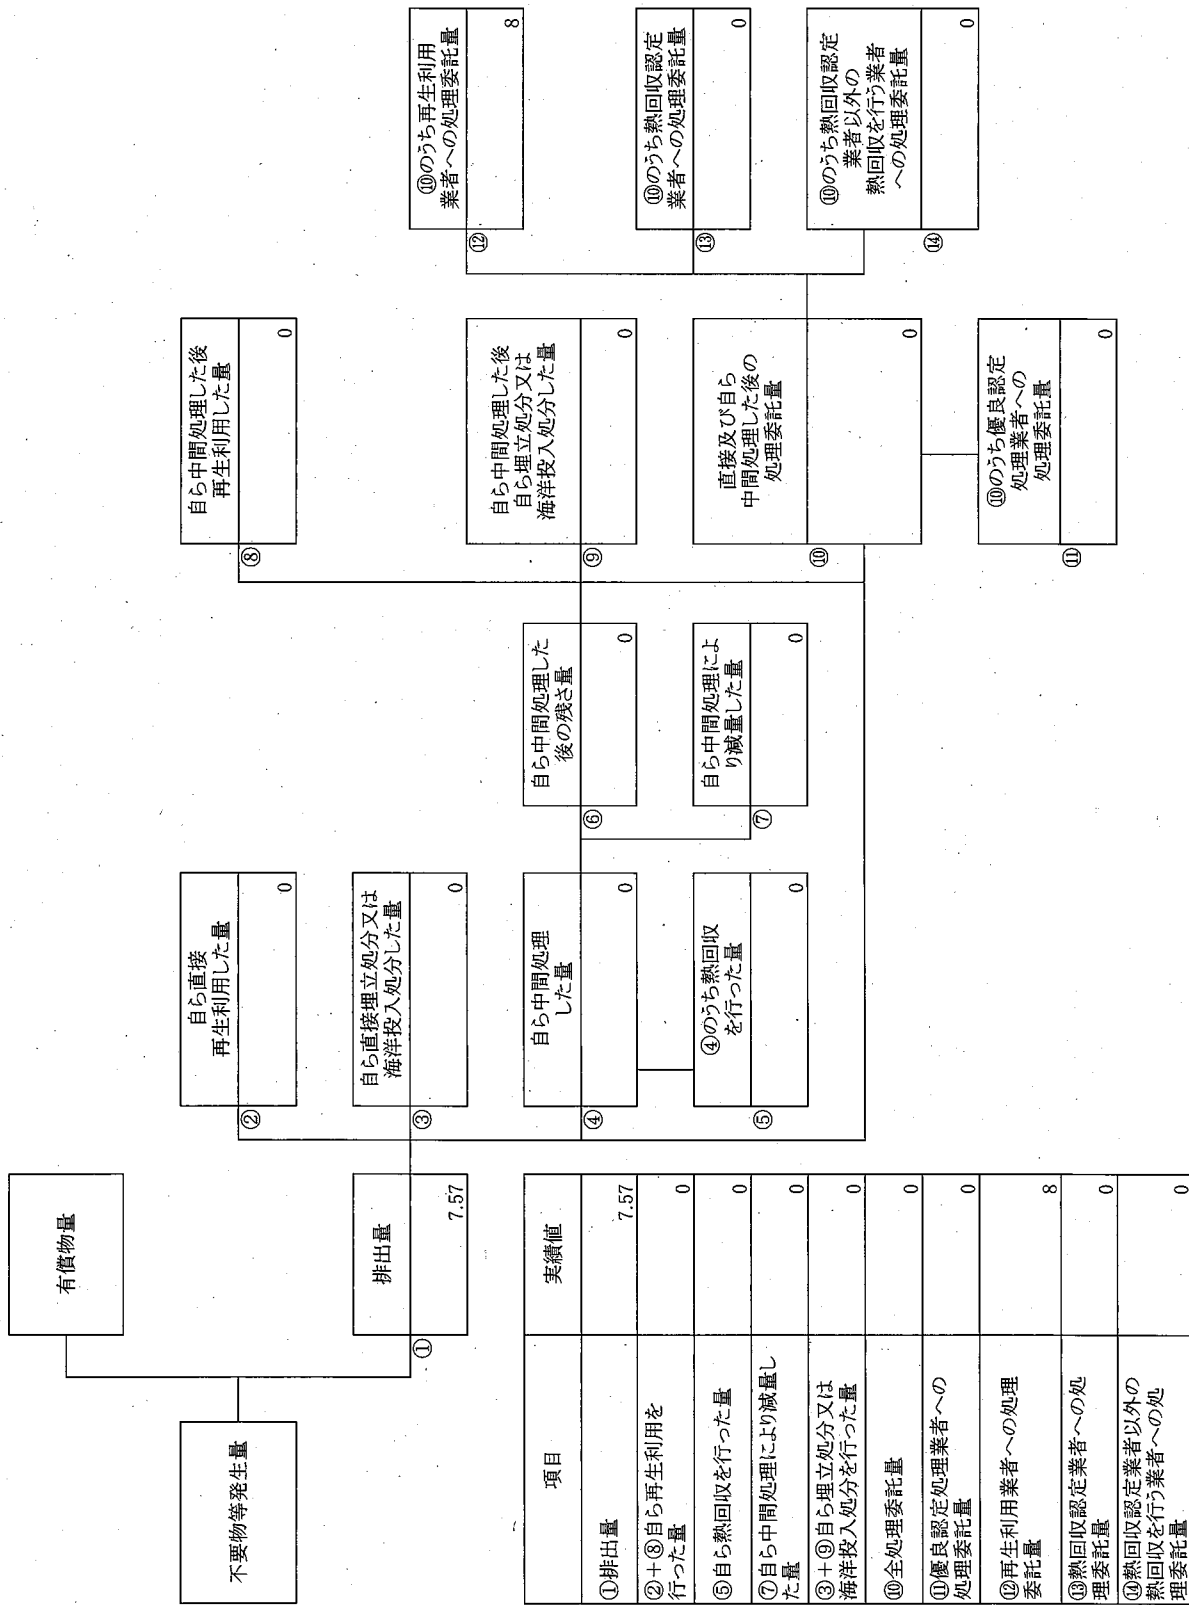 不要物等発生量
有償物量
①
排出量
7.57
②
自ら直接
再生利用した量
0
③
自ら直接埋立処分又は
海洋投入処分した量
0
④
自ら中間処理
した量
0
⑤
④のうち熱回収
を行った量
0
⑥
自ら中間処理した
後の残さ量
0
⑦
自ら中間処理によ
り減量した量
0
⑧
自ら中間処理した後
再生利用した量
0
⑨
自ら中間処理した後
自ら埋立処分又は
海洋投入処分した量
0
⑩
直接及び自ら
中間処理した後の
処理委託量
0
⑪
⑩のうち優良認定
処理業者への
処理委託量
0
⑫
⑩のうち再生利用
業者への処理委託量
8
⑬
⑩のうち熱回収認定
業者への処理委託量
0
⑭
⑩のうち熱回収認定
業者以外の
熱回収を行う業者
への処理委託量
0
項目 実績値
①排出量 7.57
②+⑧自ら再生利用を
行った量 0
⑤自ら熱回収を行った量 0
⑦自ら中間処理により減量し
た量 0
③+⑨自ら埋立処分又は
海洋投入処分を行った量 0
⑩全処理委託量 0
⑪優良認定処理業者への
処理委託量 0
⑫再生利用業者への処理
委託量 8
⑬熱回収認定業者への処
理委託量 0
⑭熱回収認定業者以外の
熱回収を行う業者への処
理委託量 0